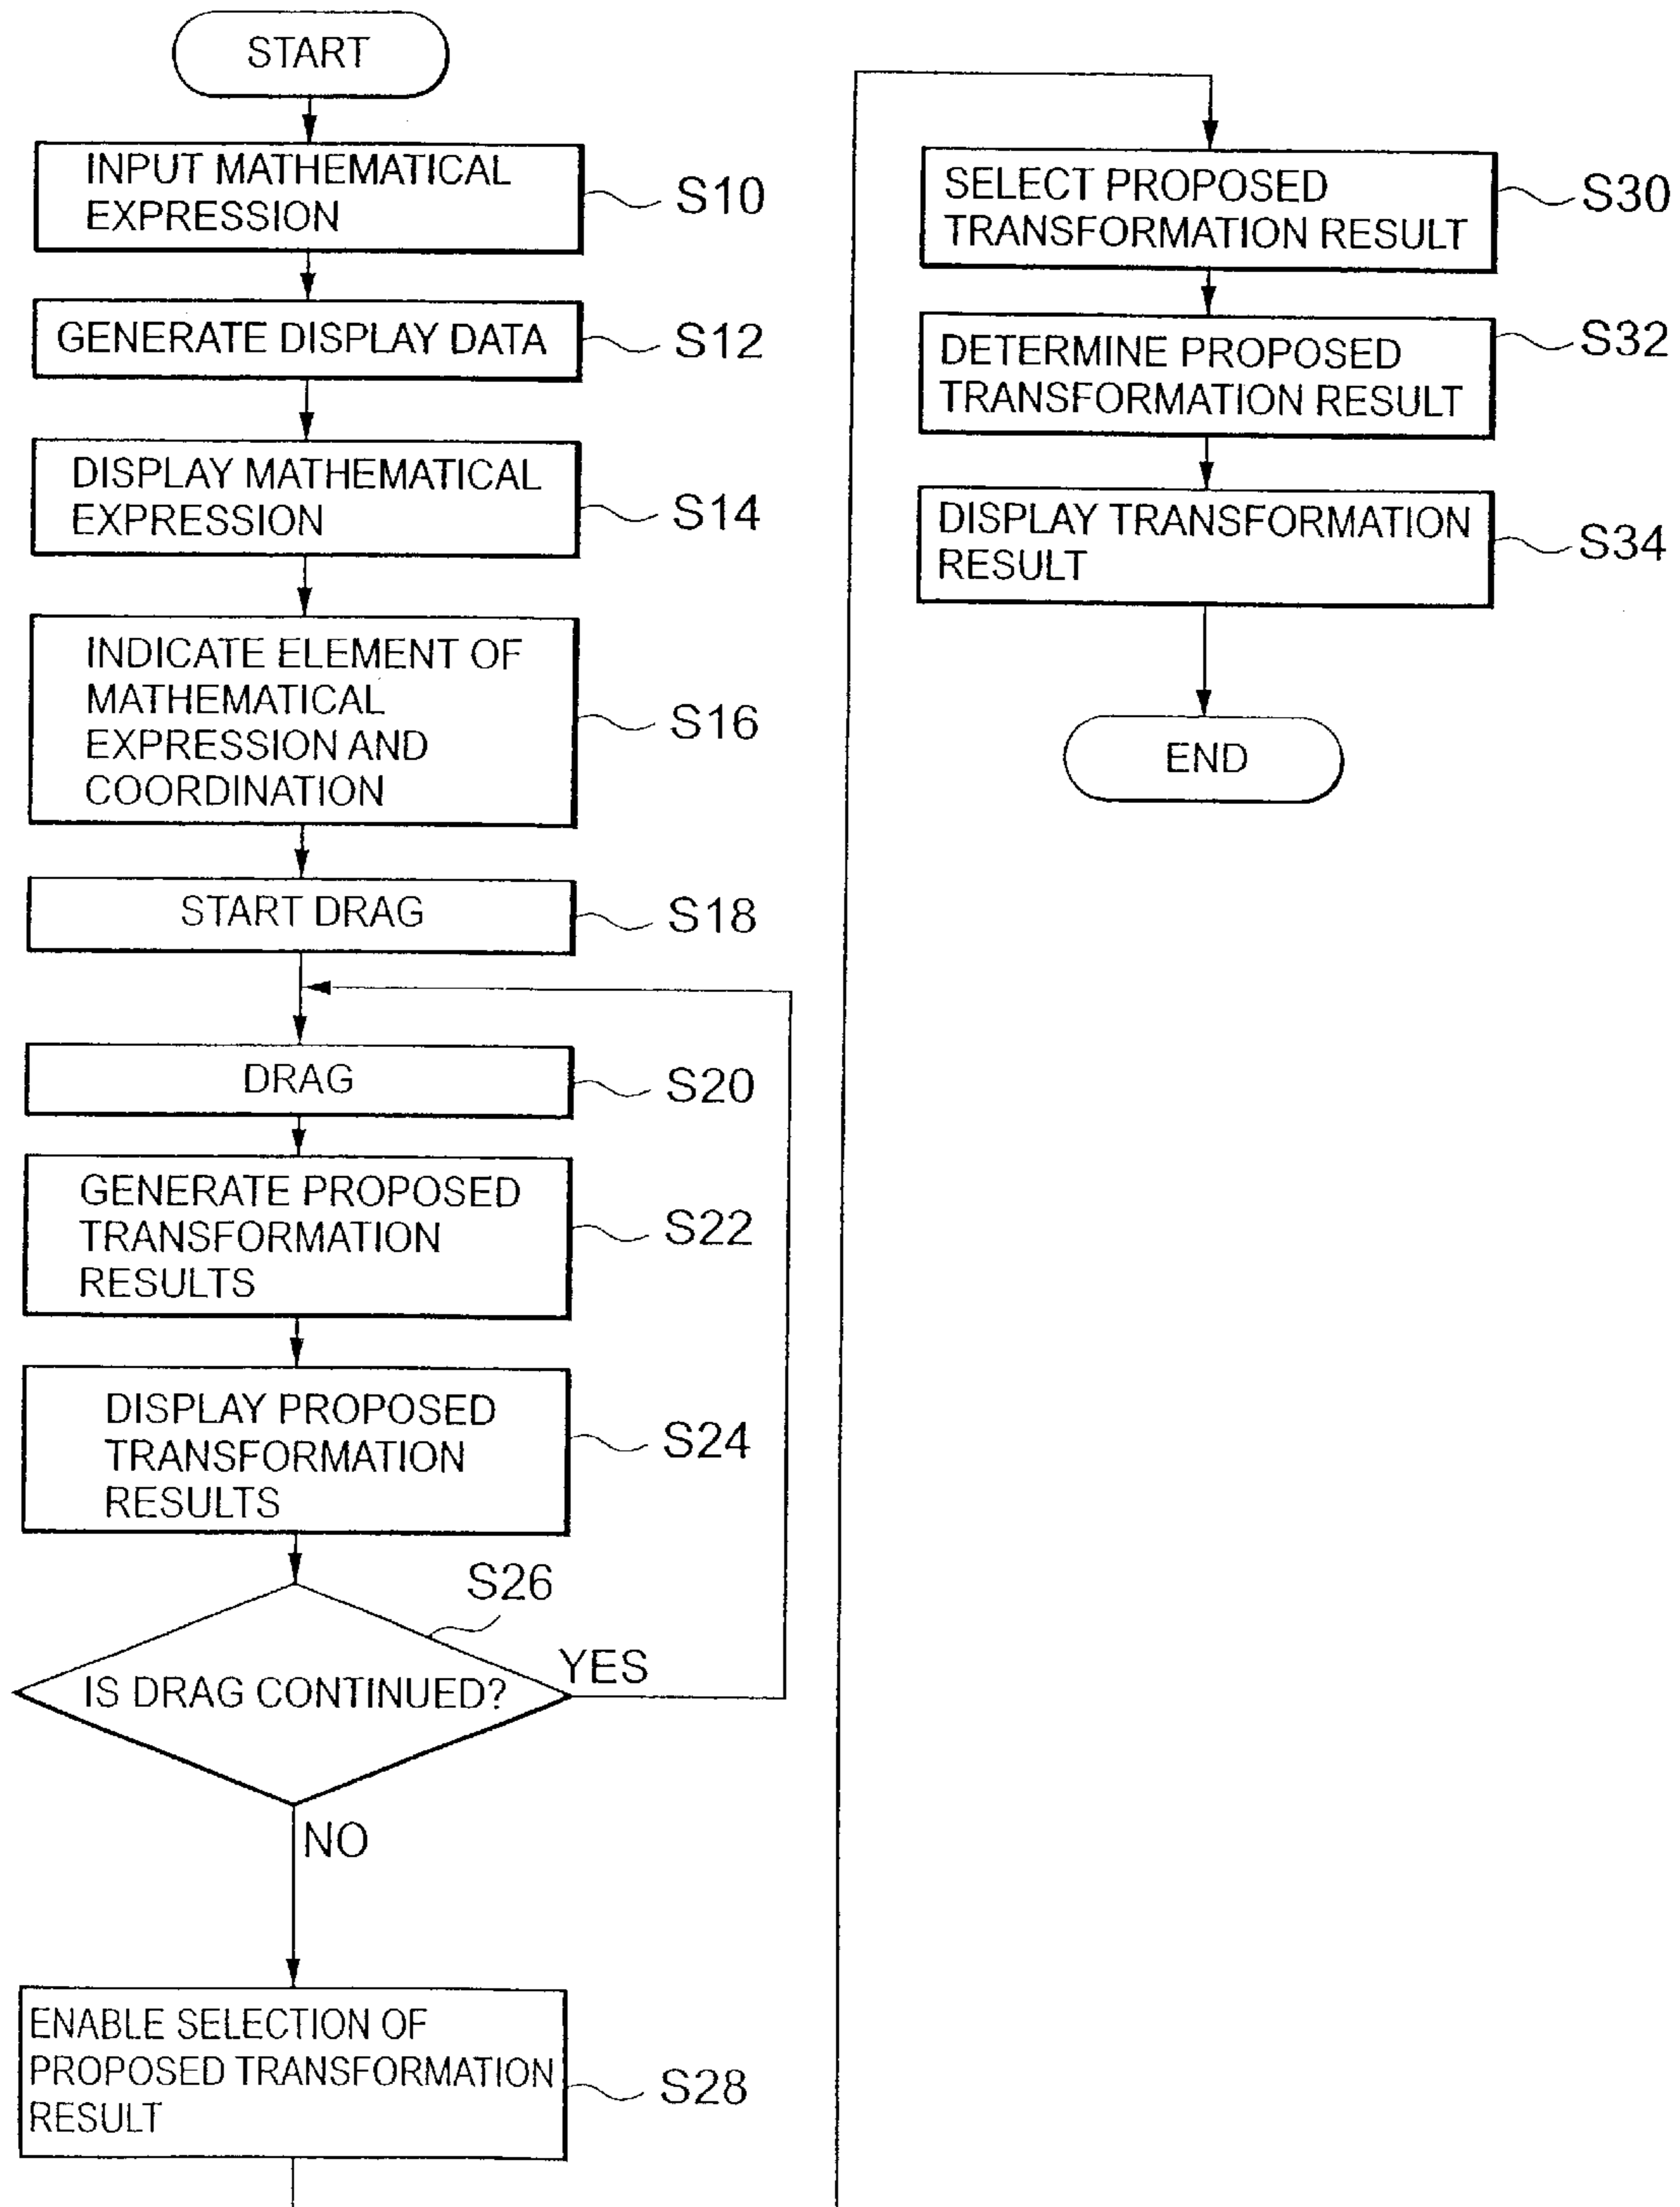 START
INPUT MATHEMATICAL
EXPRESSION
S10
GENERATE DISPLAY DATA
S12
DISPLAY MATHEMATICAL
EXPRESSION
S14
INDICATE ELEMENT OF
MATHEMATICAL
EXPRESSION AND
COORDINATION
S16
START DRAG
S18
DRAG
S20
GENERATE PROPOSED
TRANSFORMATION
RESULTS
S22
DISPLAY PROPOSED
TRANSFORMATION
RESULTS
S24
S26
IS DRAG CONTINUED?
YES
NO
ENABLE SELECTION OF
PROPOSED TRANSFORMATION
RESULT
S28
SELECT PROPOSED
TRANSFORMATION RESULT
S30
DETERMINE PROPOSED
TRANSFORMATION RESULT
S32
DISPLAY TRANSFORMATION
RESULT
S34
END